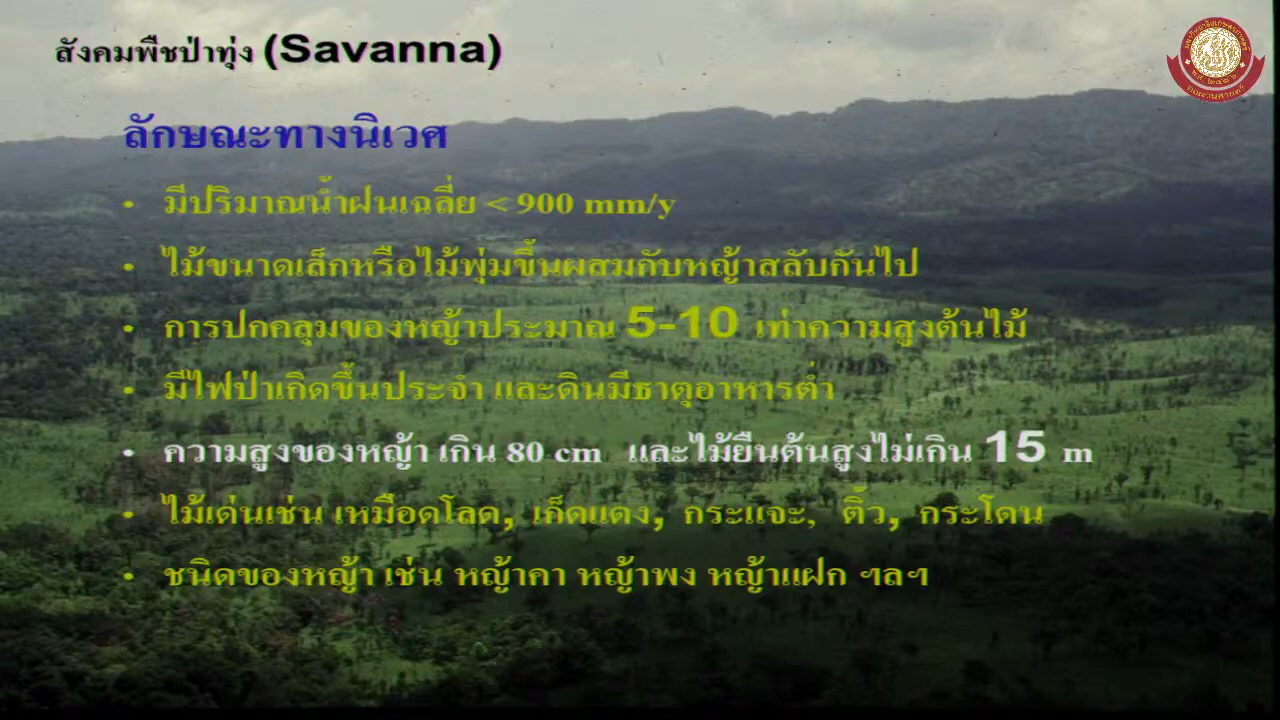 สังคมพืชป่าทุ่ง (Savanna)
ลักษณะทางนิเวศ
• มีปริมาณน้ำฝนเฉลี่ย < 900 mm/y
• ไม้ขนาดเล็กหรือไม้พุ่มขึ้นผสมกับหญ้าสลับกันไป
• การปกคลุมของหญ้าประมาณ 5-10 เท่าความสูงต้นไม้
• มีไฟป่าเกิดขึ้นประจำ และดินมีธาตุอาหารต่ำ
• ความสูงของหญ้า เกิน 80 cm และไม้ยืนต้นสูงไม่เกิน 15 m
• ไม้เด่นเช่น เหมือดโลด, เก็ดแดง, กระแจะ, ติ้ว, กระโดน
• ชนิดของหญ้า เช่น หญ้าคา หญ้าพง หญ้าแฝก ฯลฯ